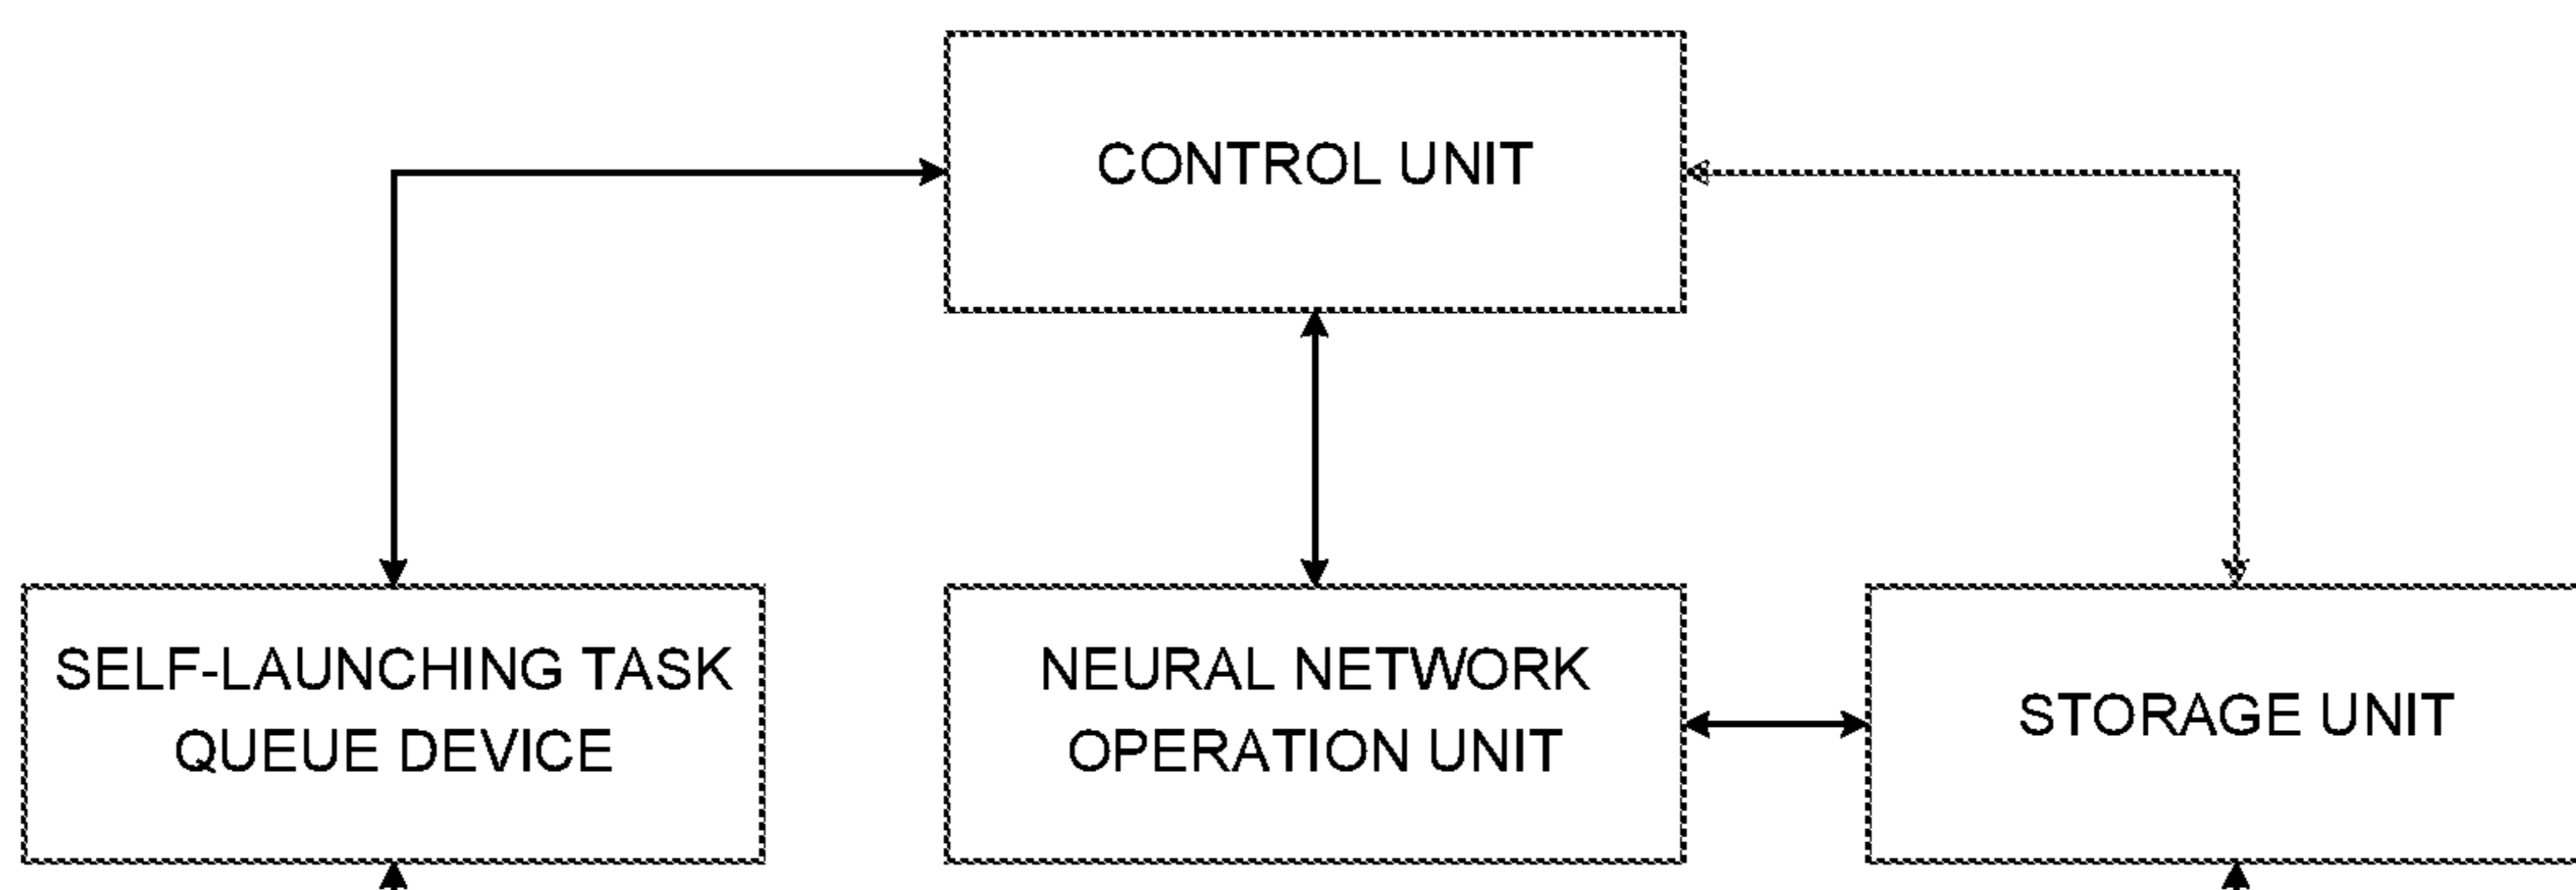 CONTROL UNIT
SELF-LAUNCHING TASK
QUEUE DEVICE
NEURAL NETWORK
OPERATION UNIT
STORAGE UNIT